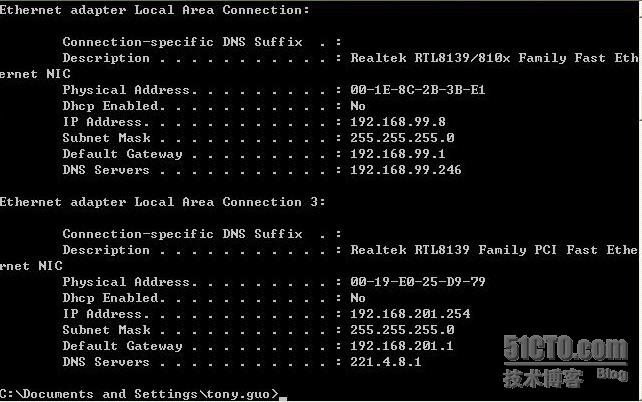 Ethernet adapter Local Area Connection:
Connection-specific DNS Suffix . :
Description . . . . . . . . . . . : Realtek RTL8139/810x Family Fast Eth
ernet NIC
Physical Address. . . . . . . . . : 00-1E-8C-2B-3B-E1
Dhcp Enabled. . . . . . . . . . . : No
IP Address. . . . . . . . . . . . : 192.168.99.8
Subnet Mask . . . . . . . . . . . : 255.255.255.0
Default Gateway . . . . . . . . . : 192.168.99.1
DNS Servers . . . . . . . . . . . : 192.168.99.246
Ethernet adapter Local Area Connection 3:
Connection-specific DNS Suffix . :
Description . . . . . . . . . . . : Realtek RTL8139 Family PCI Fast Ethe
rnet NIC
Physical Address. . . . . . . . . : 00-19-E0-25-D9-79
Dhcp Enabled. . . . . . . . . . . : No
IP Address. . . . . . . . . . . . : 192.168.201.254
Subnet Mask . . . . . . . . . . . : 255.255.255.0
Default Gateway . . . . . . . . . : 192.168.201.1
DNS Servers . . . . . . . . . . . : 221.4.8.1
C:\Documents and Settings\tony.guo>_
51CTO.com
技术博客 Blog